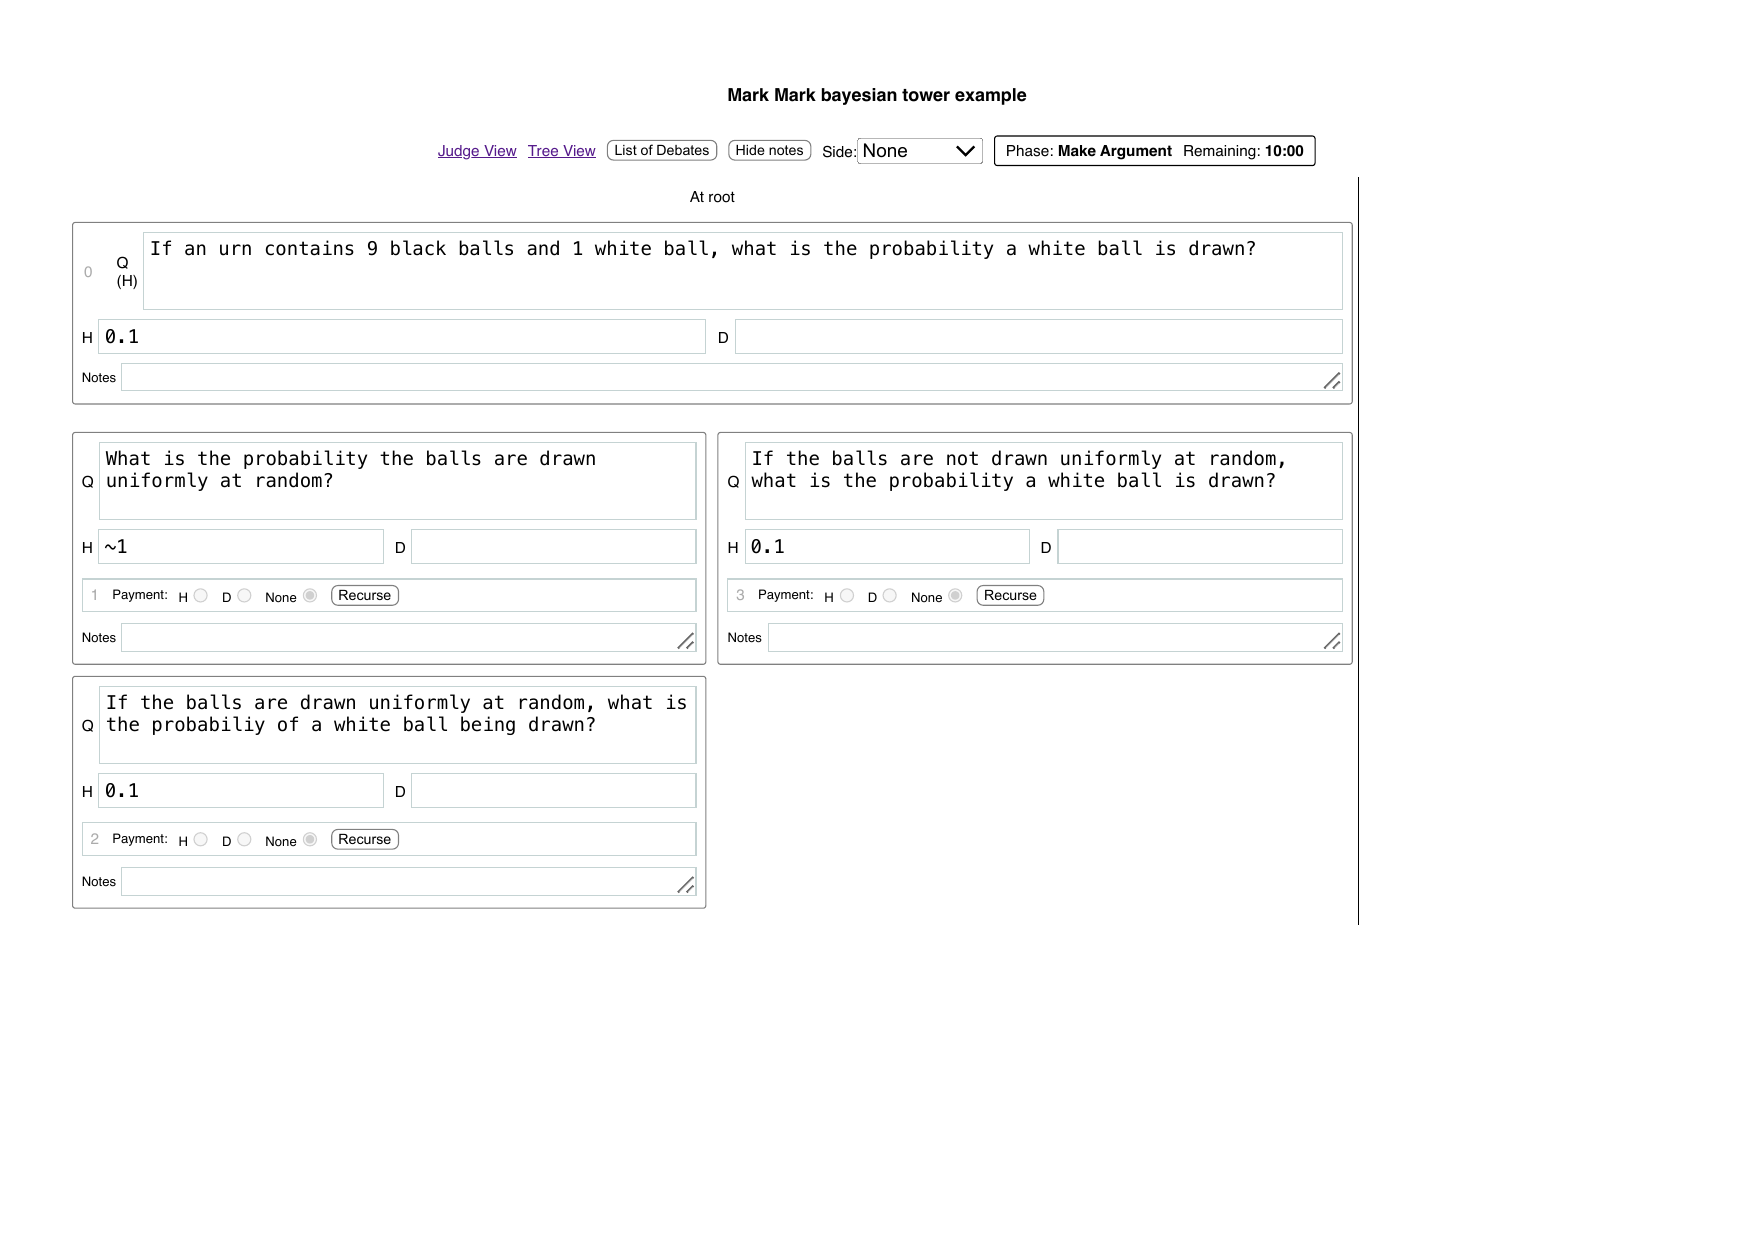 Mark Mark bayesian tower example
Judge View Tree View List of Debates Hide notes Side: None Phase: Make Argument Remaining: 10:00
At root
0 Q (H) If an urn contains 9 black balls and 1 white ball, what is the probability a white ball is drawn?
H 0.1 D
Notes
Q What is the probability the balls are drawn
uniformly at random?
H ~1 D
1 Payment: H D None Recurse
Notes
Q If the balls are not drawn uniformly at random,
what is the probability a white ball is drawn?
H 0.1 D
3 Payment: H D None Recurse
Notes
Q If the balls are drawn uniformly at random, what is
the probabiliy of a white ball being drawn?
H 0.1 D
2 Payment: H D None Recurse
Notes